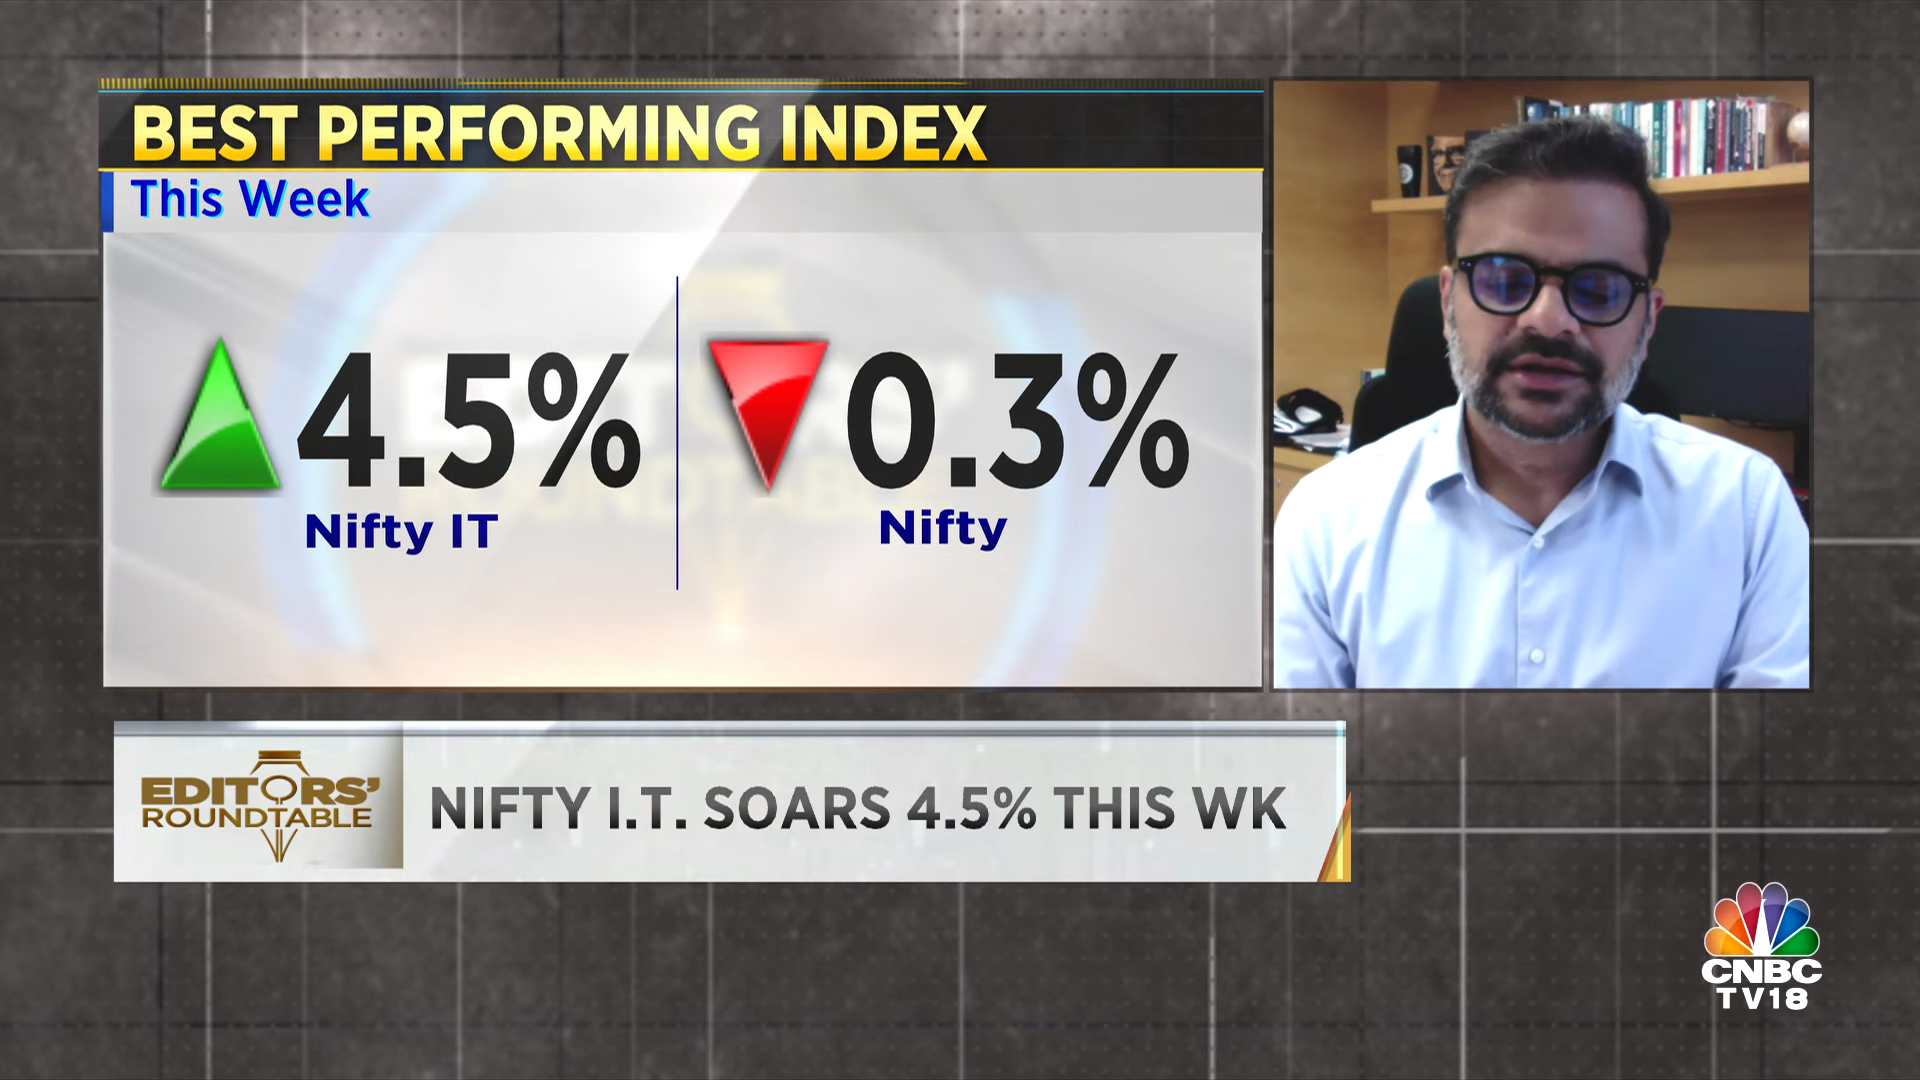 BEST PERFORMING INDEX
This Week
4.5%
Nifty IT
0.3%
Nifty
EDITORS'
ROUNDTABLE
NIFTY I.T. SOARS 4.5% THIS WK
CNBC
TV18